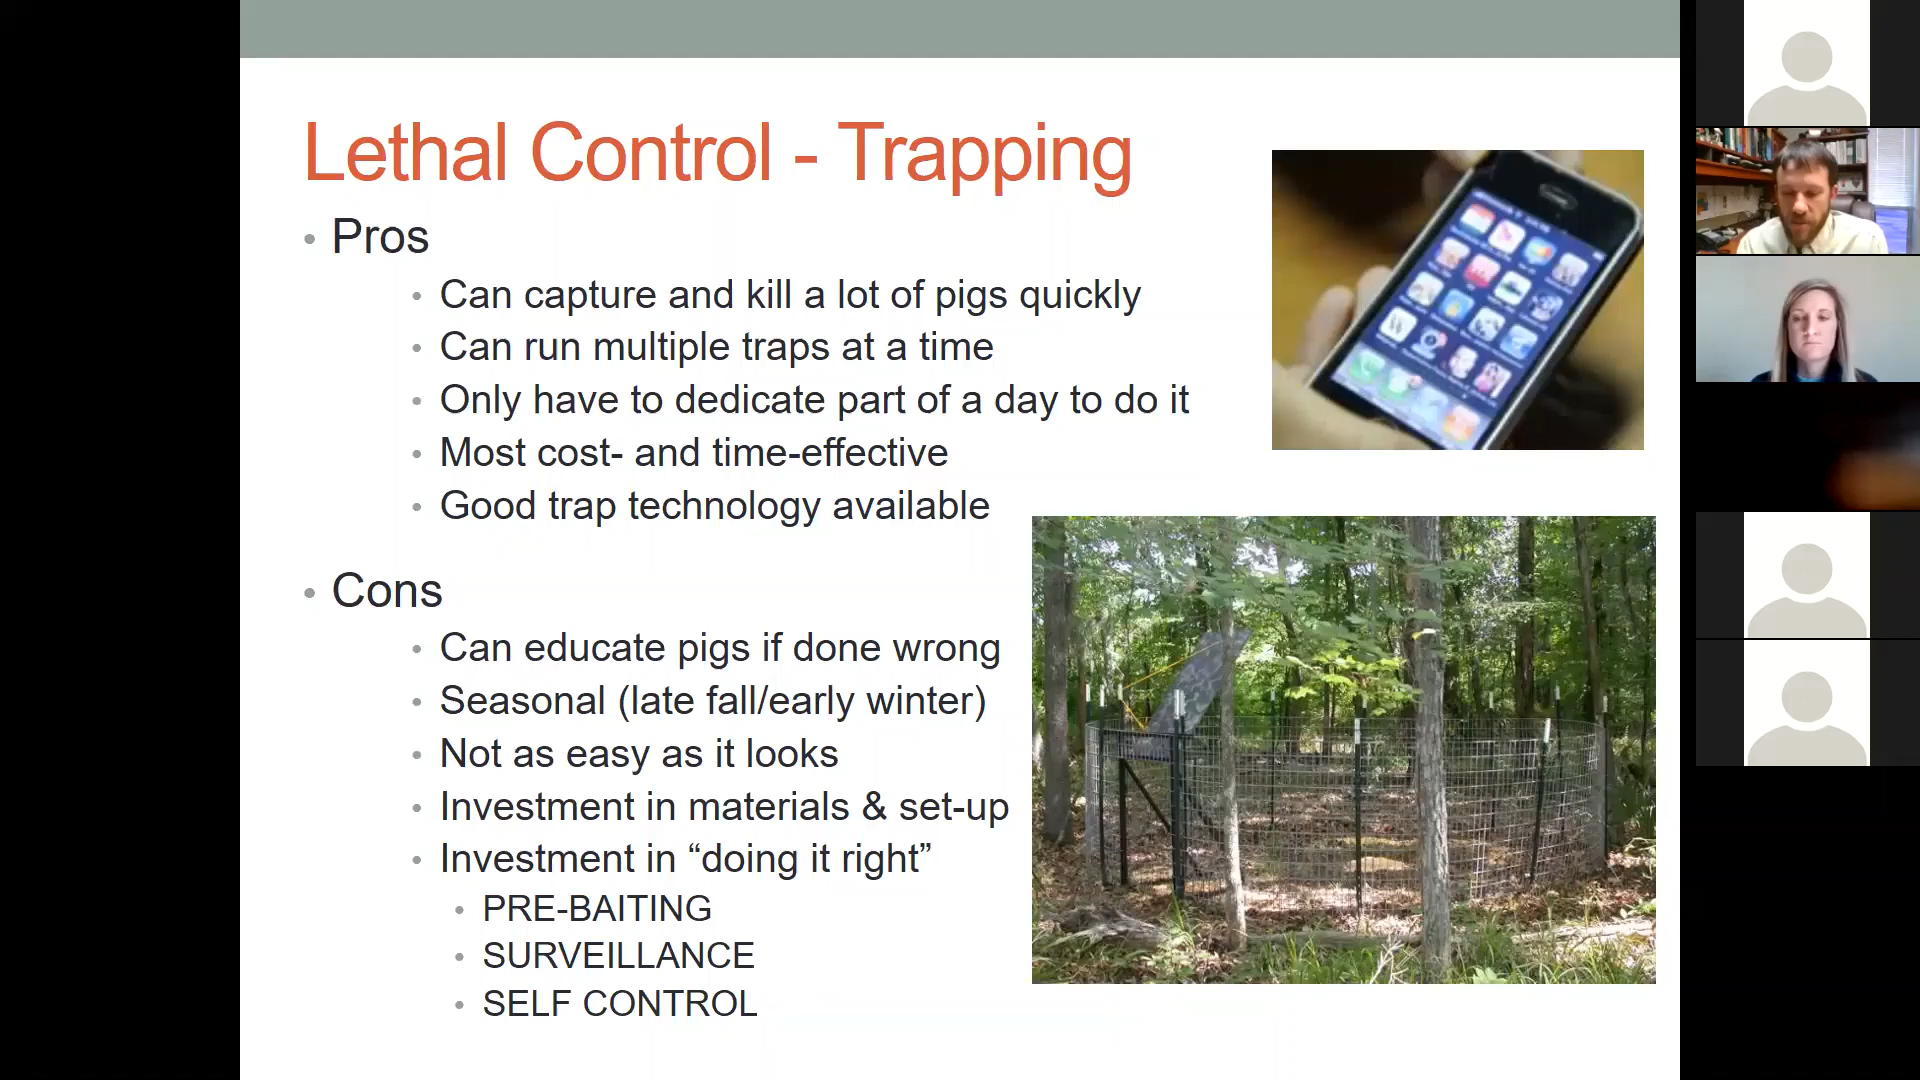 Lethal Control - Trapping
• Pros
• Can capture and kill a lot of pigs quickly
• Can run multiple traps at a time
• Only have to dedicate part of a day to do it
• Most cost- and time-effective
• Good trap technology available
• Cons
• Can educate pigs if done wrong
• Seasonal (late fall/early winter)
• Not as easy as it looks
• Investment in materials & set-up
• Investment in “doing it right”
• PRE-BAITING
• SURVEILLANCE
• SELF CONTROL